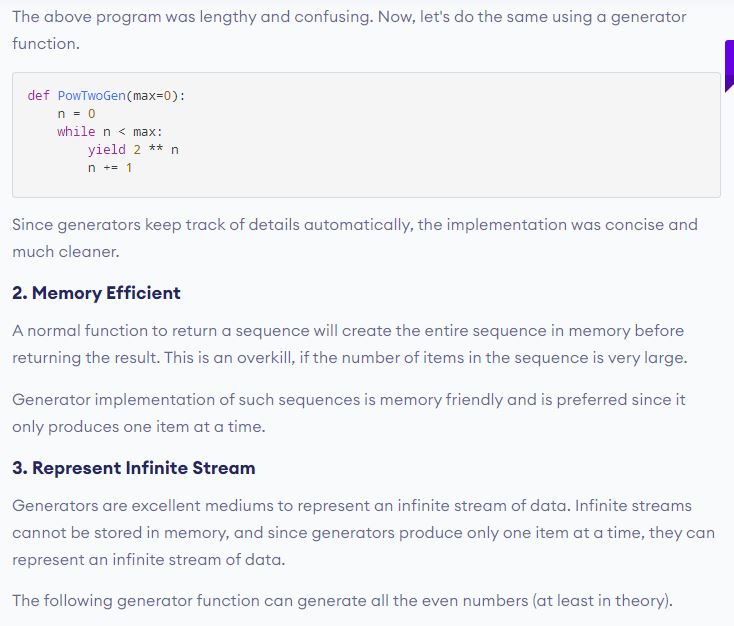 The above program was lengthy and confusing. Now, let's do the same using a generator
function.
def PowTwoGen(max=0):
    n = 0
    while n < max:
        yield 2 ** n
        n += 1
Since generators keep track of details automatically, the implementation was concise and
much cleaner.
2. Memory Efficient
A normal function to return a sequence will create the entire sequence in memory before
returning the result. This is an overkill, if the number of items in the sequence is very large.
Generator implementation of such sequences is memory friendly and is preferred since it
only produces one item at a time.
3. Represent Infinite Stream
Generators are excellent mediums to represent an infinite stream of data. Infinite streams
cannot be stored in memory, and since generators produce only one item at a time, they can
represent an infinite stream of data.
The following generator function can generate all the even numbers (at least in theory).